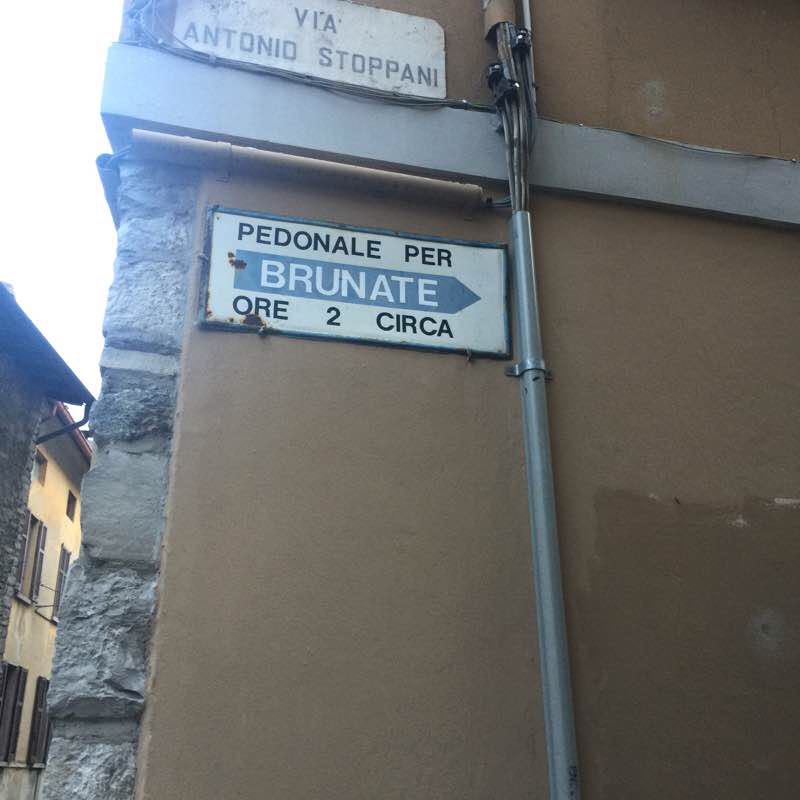 VIA
ANTONIO STOPPANI
PEDONALE PER
BRUNATE
ORE 2 CIRCA